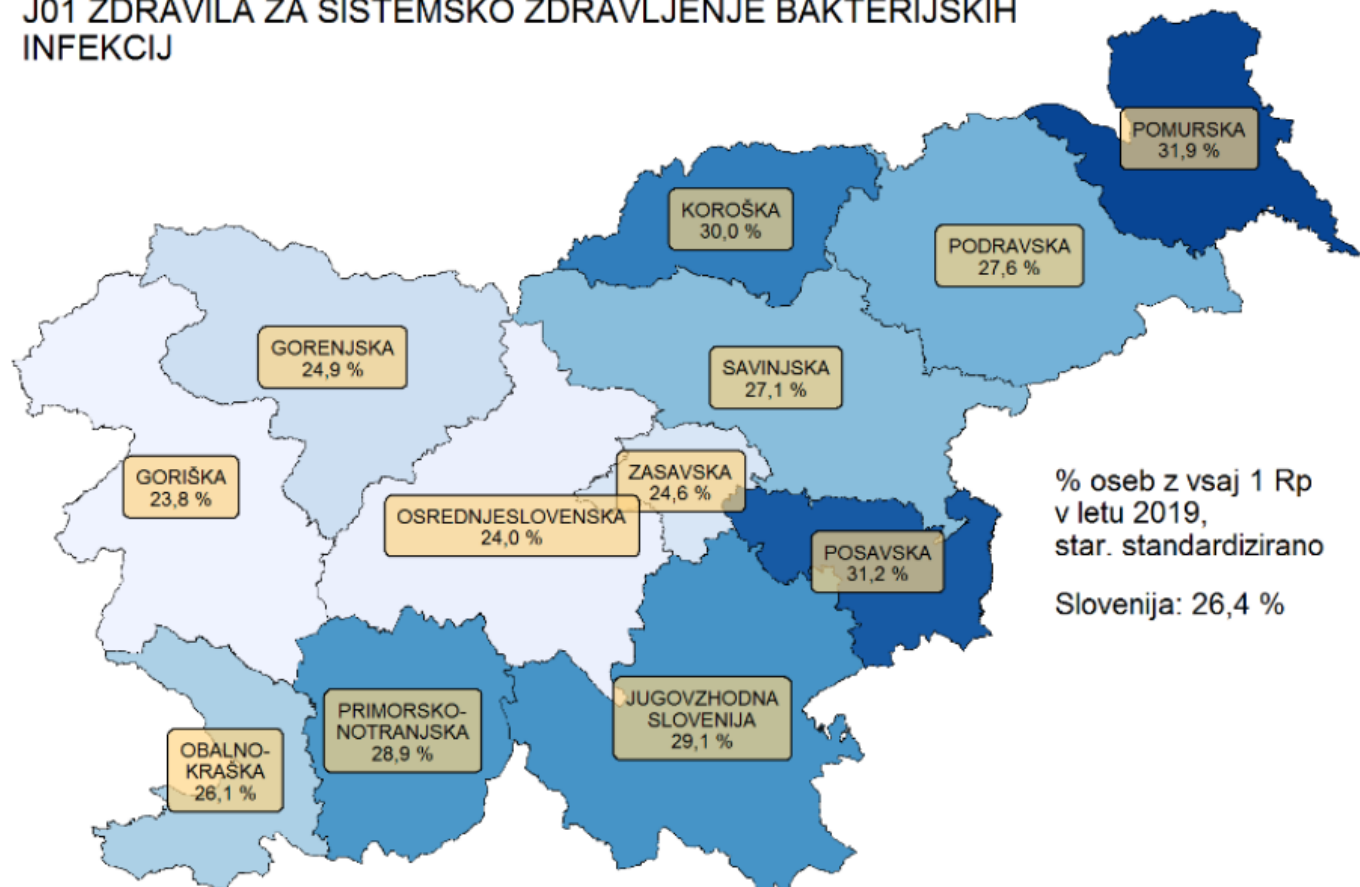 J01 ZDRAVILA ZA SISTEMSKO ZDRAVLJENJE BAKTERIJSKIH
INFEKCIJ
POMURSKA
31,9 %
KOROŠKA
30,0 %
PODRAVSKA
27,6 %
GORENJSKA
24,9 %
SAVINJSKA
27,1 %
GORIŠKA
23,8 %
ZASAVSKA
24,6 %
OSREDNJESLOVENSKA
24,0 %
POSAVSKA
31,2 %
% oseb z vsaj 1 Rp
v letu 2019,
star. standardizirano
Slovenija: 26,4 %
PRIMORSKO-
NOTRANJSKA
28,9 %
JUGOVZHODNA
SLOVENIJA
29,1 %
OBALNO-
KRAŠKA
26,1 %